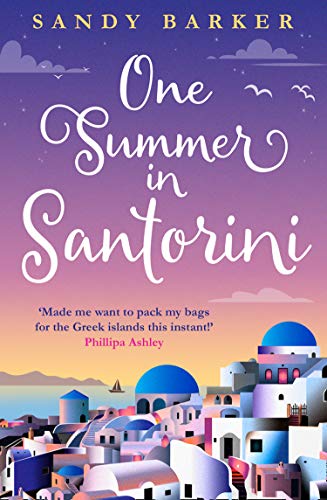 SANDY BARKER
One
Summer
in
Santorini
‘Made me want to pack my bags
for the Greek islands this instant!’
Phillipa Ashley